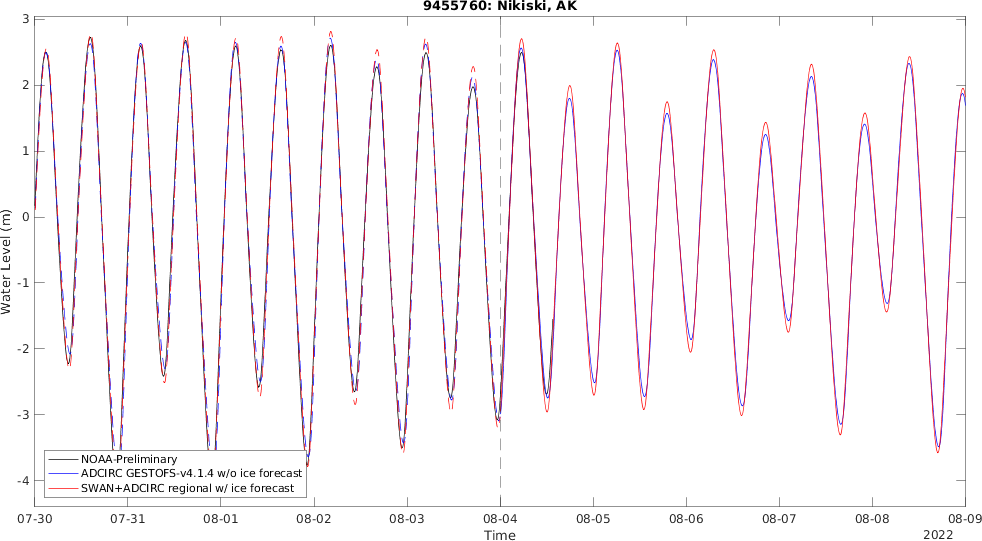 9455760: Nikiski, AK
3
2
1
0
-1
-2
-3
-4
Water Level (m)
NOAA-Preliminary
ADCIRC GESTOFS-v4.1.4 w/o ice forecast
SWAN+ADCIRC regional w/ ice forecast
07-30 07-31 08-01 08-02 08-03 08-04 08-05 08-06 08-07 08-08 08-09
Time
2022